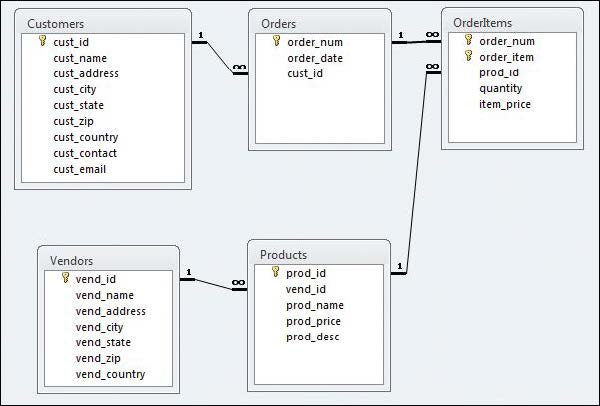 Customers
cust_id
cust_name
cust_address
cust_city
cust_state
cust_zip
cust_country
cust_contact
cust_email
1
∞
Orders
order_num
order_date
cust_id
1
∞
OrderItems
order_num
order_item
prod_id
quantity
item_price
∞
Vendors
vend_id
vend_name
vend_address
vend_city
vend_state
vend_zip
vend_country
1
∞
Products
prod_id
vend_id
prod_name
prod_price
prod_desc
1